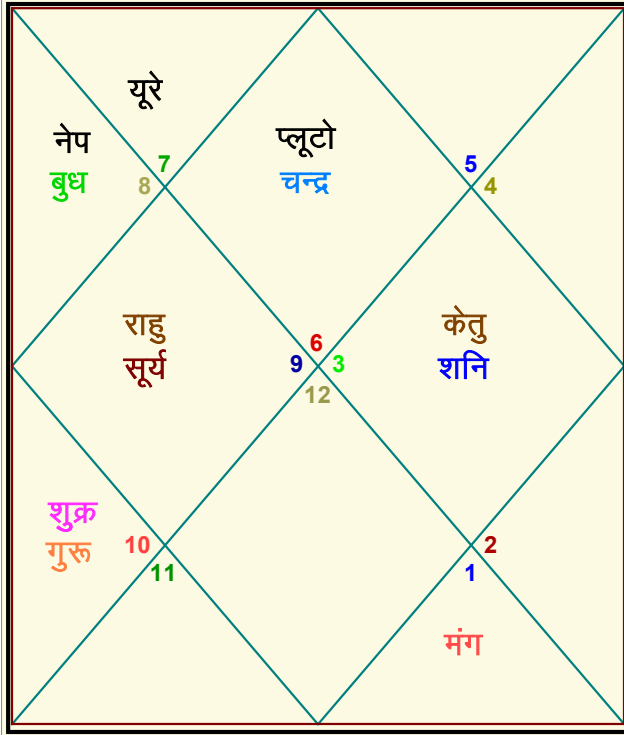 यूरे
नेप
प्लूटो
बुध
चन्द्र
7
5
8
4
राहु
केतु
सूर्य
शनि
6
9
3
12
शुक्र
गुरू
10
2
11
1
मंग